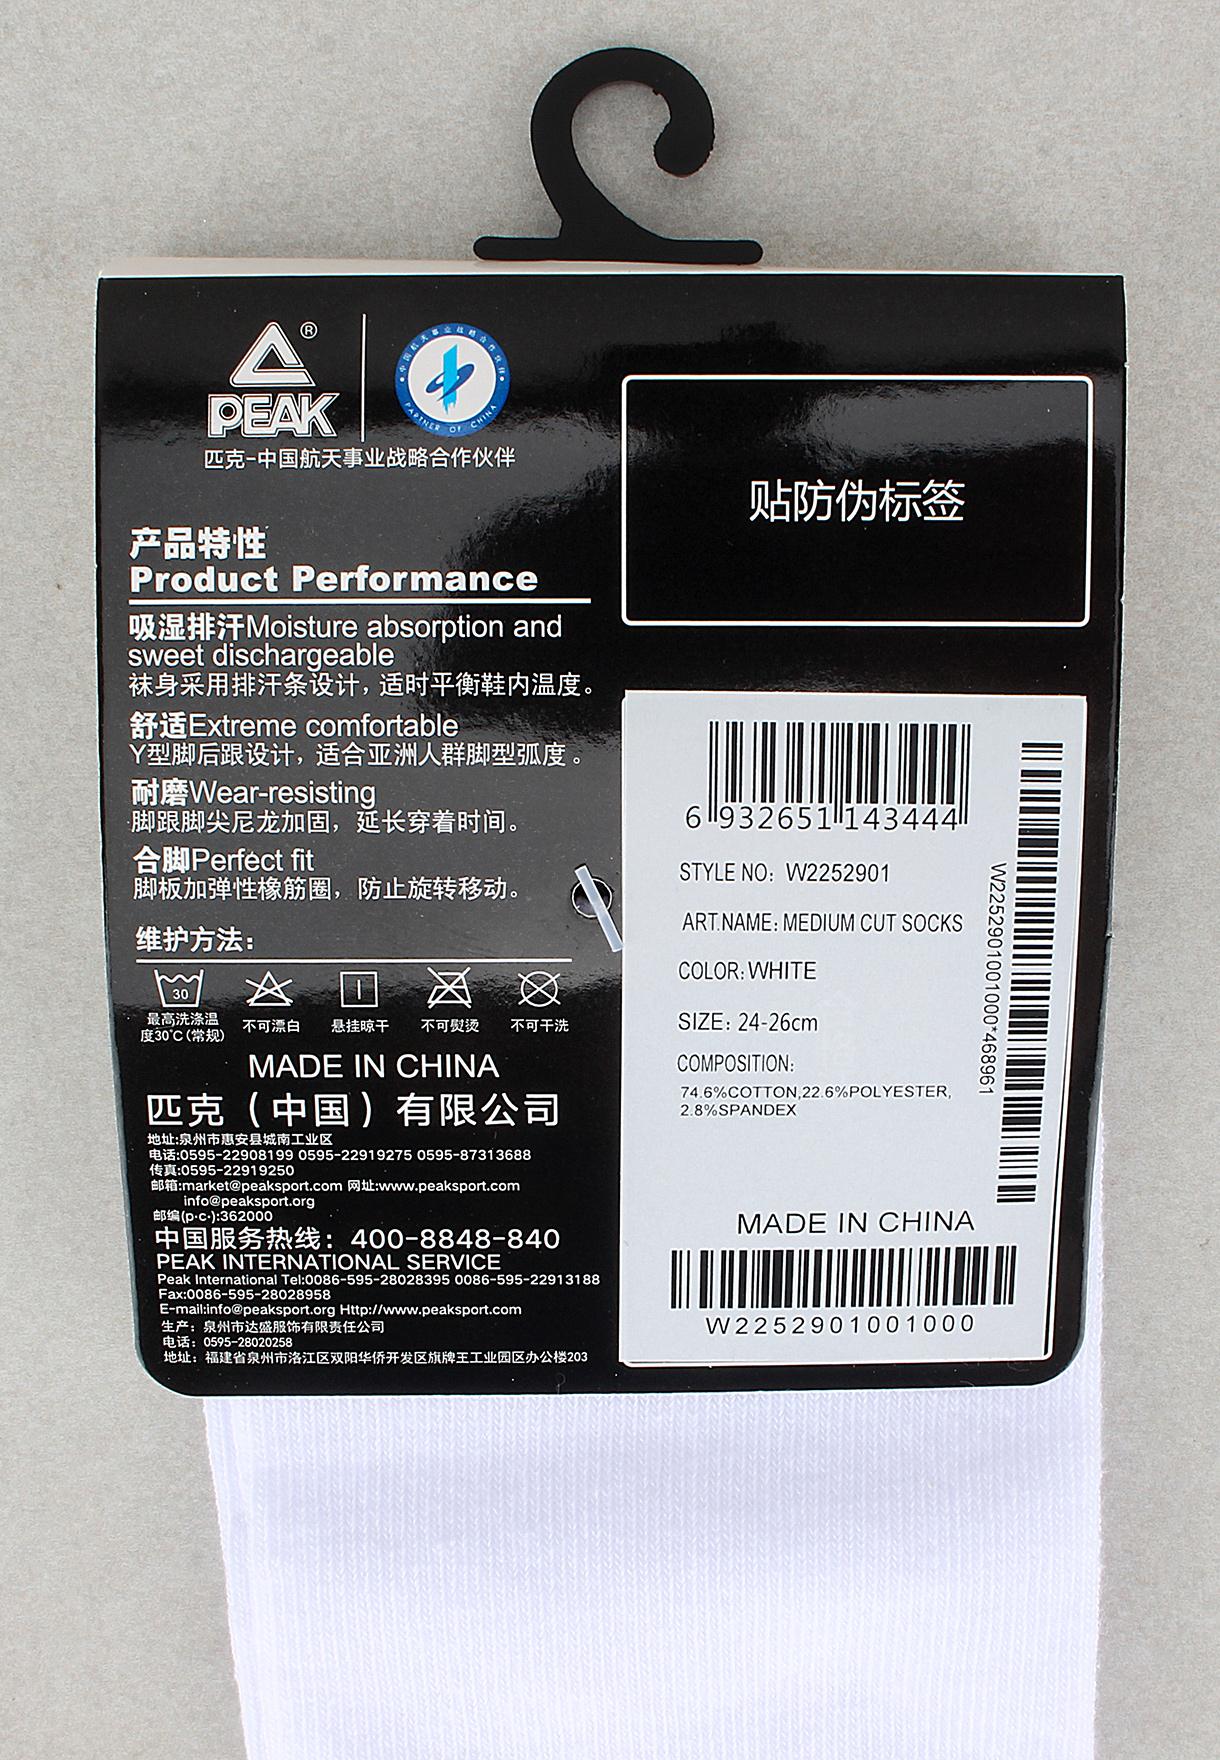 ®
PEAK
中国航天事业战略合作伙伴
PARTNER OF CHINA
匹克-中国航天事业战略合作伙伴
产品特性
Product Performance
吸湿排汗Moisture absorption and
sweet dischargeable
袜身采用排汗条设计，适时平衡鞋内温度。
舒适Extreme comfortable
Y型脚后跟设计，适合亚洲人群脚型弧度。
耐磨Wear-resisting
脚跟脚尖尼龙加固，延长穿着时间。
合脚Perfect fit
脚板加弹性橡筋圈，防止旋转移动。
维护方法：
30
最高洗涤温
度30℃(常规)
不可漂白
悬挂晾干
不可熨烫
不可干洗
MADE IN CHINA
匹克（中国）有限公司
地址:泉州市惠安县城南工业区
电话:0595-22908199 0595-22919275 0595-87313688
传真:0595-22919250
邮箱:market@peaksport.com 网址:www.peaksport.com
info@peaksport.org
邮编(p·c·):362000
中国服务热线：400-8848-840
PEAK INTERNATIONAL SERVICE
Peak International Tel:0086-595-28028395 0086-595-22913188
Fax:0086-595-28028958
E-mail:info@peaksport.org Http://www.peaksport.com
生产：泉州市达盛服饰有限责任公司
电话：0595-28020258
地址：福建省泉州市洛江区双阳华侨开发区旗牌王工业园区办公楼203
贴防伪标签
6 932651 143444
STYLE NO: W2252901
ART.NAME: MEDIUM CUT SOCKS
COLOR: WHITE
SIZE: 24-26cm
COMPOSITION:
74.6%COTTON,22.6%POLYESTER,
2.8%SPANDEX
MADE IN CHINA
W2252901001000
W2252901001000*468961